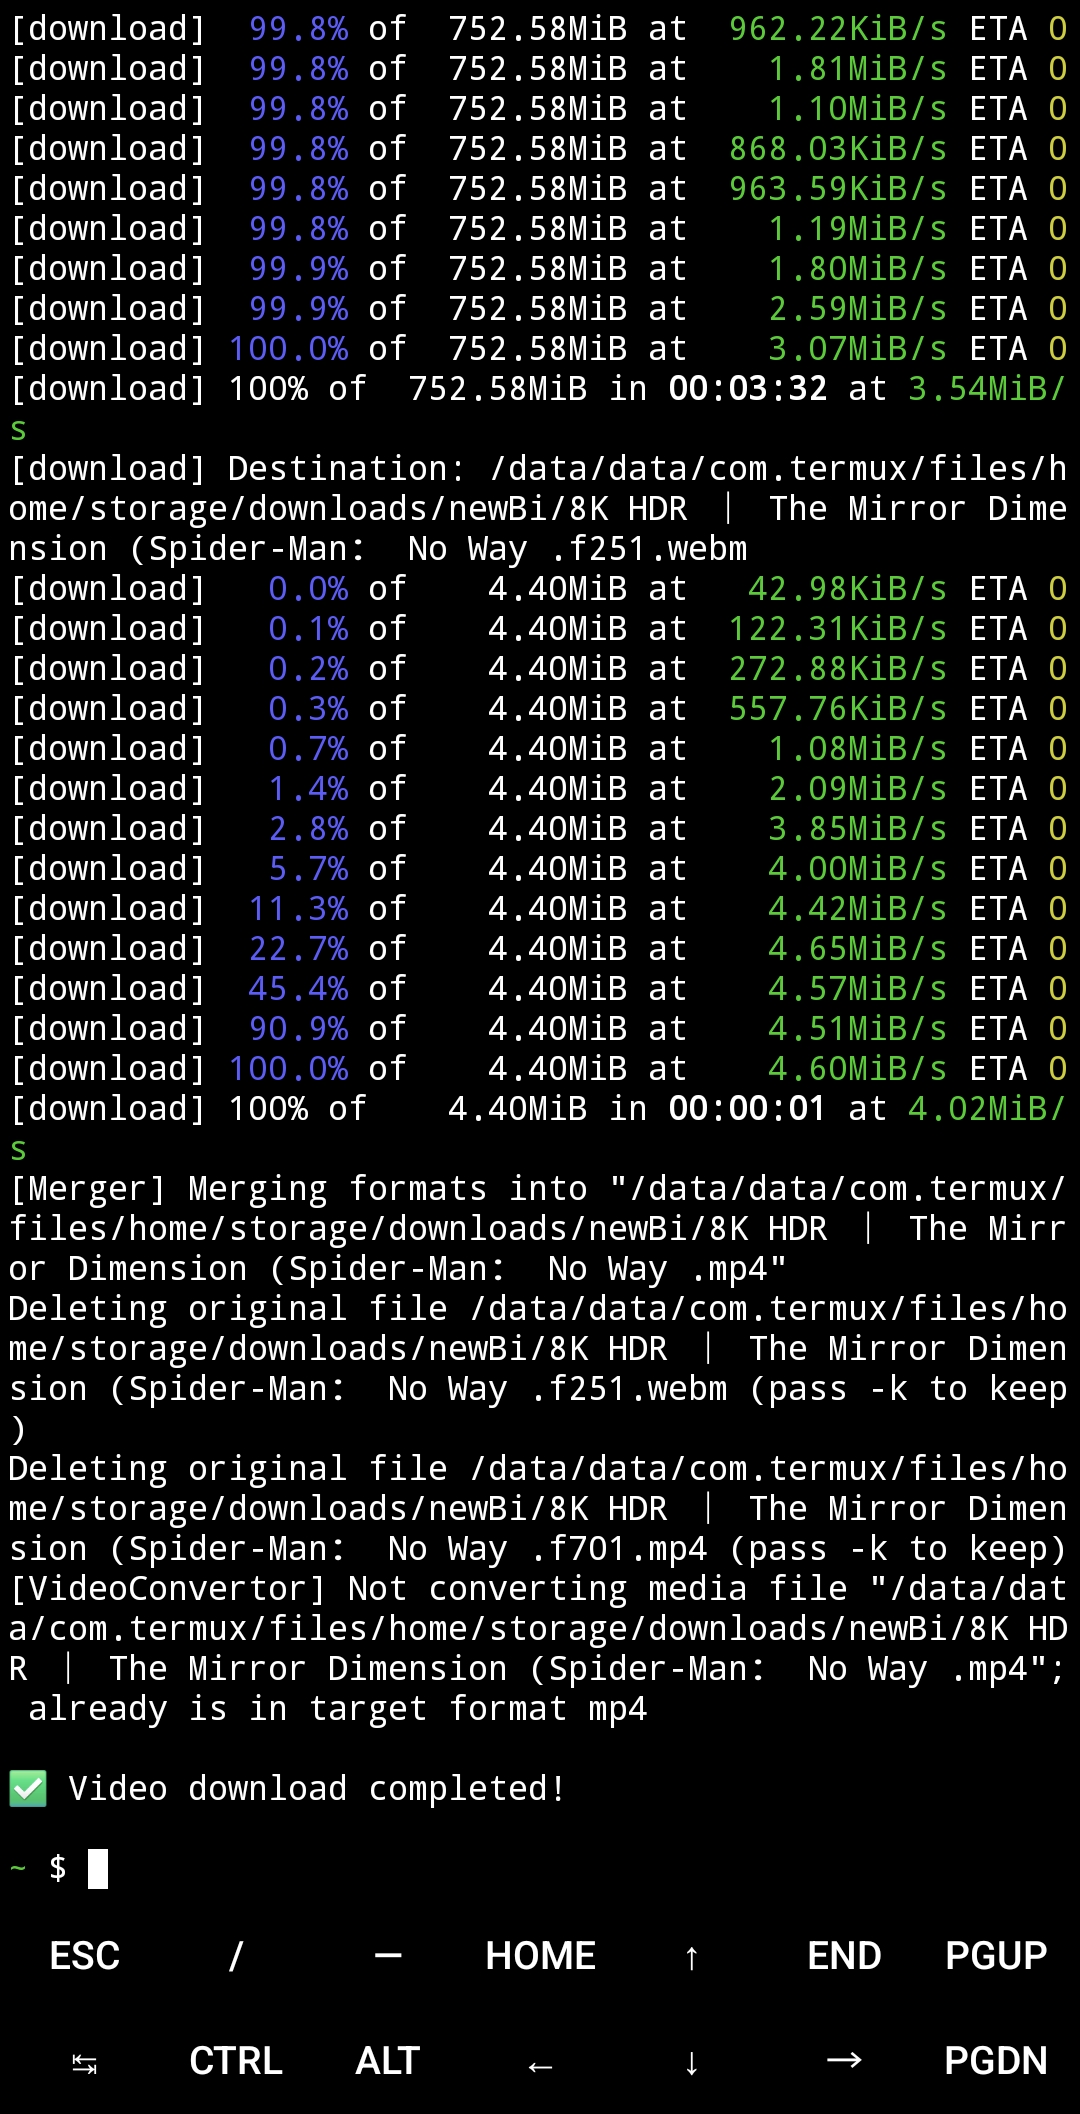 [download]  99.8% of  752.58MiB at  962.22KiB/s ETA 0
[download]  99.8% of  752.58MiB at    1.81MiB/s ETA 0
[download]  99.8% of  752.58MiB at    1.10MiB/s ETA 0
[download]  99.8% of  752.58MiB at  868.03KiB/s ETA 0
[download]  99.8% of  752.58MiB at  963.59KiB/s ETA 0
[download]  99.8% of  752.58MiB at    1.19MiB/s ETA 0
[download]  99.9% of  752.58MiB at    1.80MiB/s ETA 0
[download]  99.9% of  752.58MiB at    2.59MiB/s ETA 0
[download] 100.0% of  752.58MiB at    3.07MiB/s ETA 0
[download] 100% of  752.58MiB in 00:03:32 at 3.54MiB/
s
[download] Destination: /data/data/com.termux/files/h
ome/storage/downloads/newBi/8K HDR ｜ The Mirror Dime
nsion (Spider-Man： No Way .f251.webm
[download]   0.0% of    4.40MiB at   42.98KiB/s ETA 0
[download]   0.1% of    4.40MiB at  122.31KiB/s ETA 0
[download]   0.2% of    4.40MiB at  272.88KiB/s ETA 0
[download]   0.3% of    4.40MiB at  557.76KiB/s ETA 0
[download]   0.7% of    4.40MiB at    1.08MiB/s ETA 0
[download]   1.4% of    4.40MiB at    2.09MiB/s ETA 0
[download]   2.8% of    4.40MiB at    3.85MiB/s ETA 0
[download]   5.7% of    4.40MiB at    4.00MiB/s ETA 0
[download]  11.3% of    4.40MiB at    4.42MiB/s ETA 0
[download]  22.7% of    4.40MiB at    4.65MiB/s ETA 0
[download]  45.4% of    4.40MiB at    4.57MiB/s ETA 0
[download]  90.9% of    4.40MiB at    4.51MiB/s ETA 0
[download] 100.0% of    4.40MiB at    4.60MiB/s ETA 0
[download] 100% of    4.40MiB in 00:00:01 at 4.02MiB/
s
[Merger] Merging formats into "/data/data/com.termux/
files/home/storage/downloads/newBi/8K HDR ｜ The Mirr
or Dimension (Spider-Man： No Way .mp4"
Deleting original file /data/data/com.termux/files/ho
me/storage/downloads/newBi/8K HDR ｜ The Mirror Dimen
sion (Spider-Man： No Way .f251.webm (pass -k to keep
)
Deleting original file /data/data/com.termux/files/ho
me/storage/downloads/newBi/8K HDR ｜ The Mirror Dimen
sion (Spider-Man： No Way .f701.mp4 (pass -k to keep)
[VideoConvertor] Not converting media file "/data/dat
a/com.termux/files/home/storage/downloads/newBi/8K HD
R ｜ The Mirror Dimension (Spider-Man： No Way .mp4";
 already is in target format mp4
✅ Video download completed!
~ $
ESC / — HOME ↑ END PGUP
↹ CTRL ALT ← ↓ → PGDN